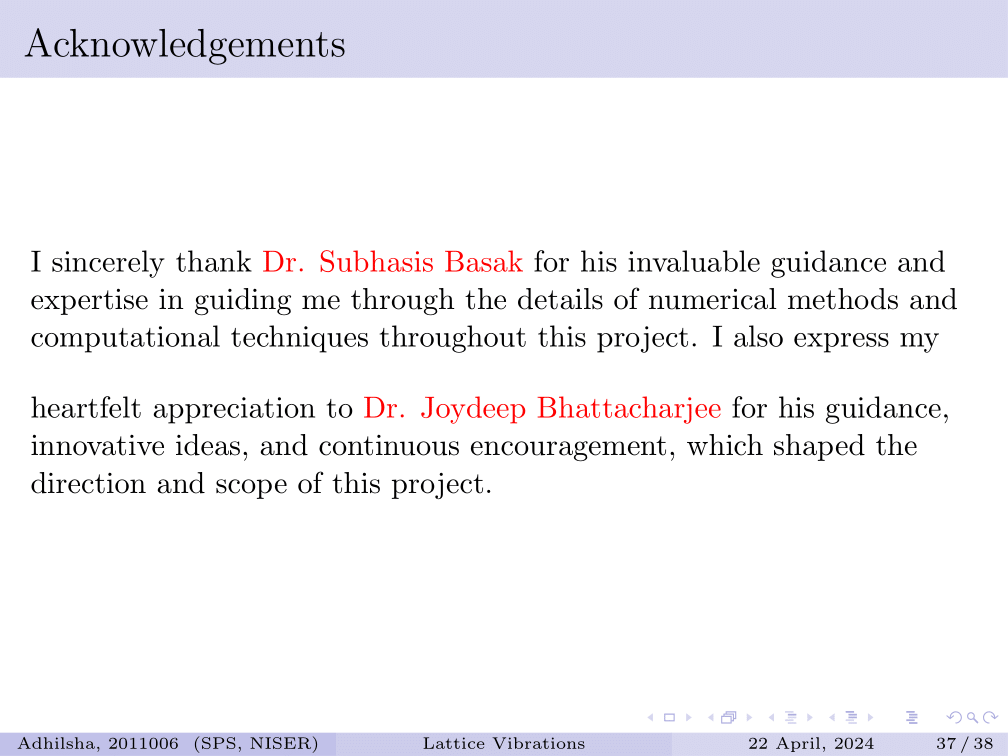 Acknowledgements
I sincerely thank Dr. Subhasis Basak for his invaluable guidance and
expertise in guiding me through the details of numerical methods and
computational techniques throughout this project. I also express my
heartfelt appreciation to Dr. Joydeep Bhattacharjee for his guidance,
innovative ideas, and continuous encouragement, which shaped the
direction and scope of this project.
Adhilsha, 2011006 (SPS, NISER) Lattice Vibrations 22 April, 2024 37 / 38